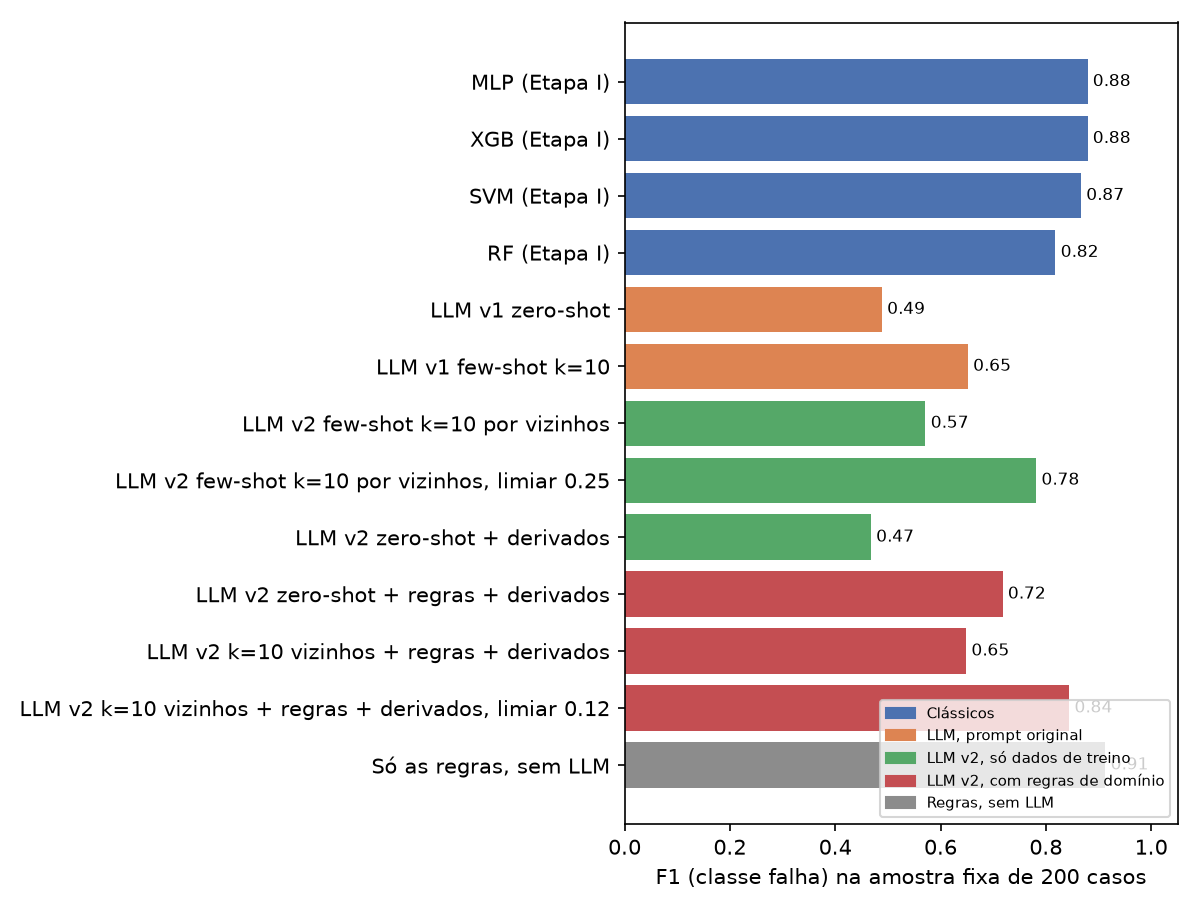 MLP (Etapa I) 0.88
XGB (Etapa I) 0.88
SVM (Etapa I) 0.87
RF (Etapa I) 0.82
LLM v1 zero-shot 0.49
LLM v1 few-shot k=10 0.65
LLM v2 few-shot k=10 por vizinhos 0.57
LLM v2 few-shot k=10 por vizinhos, limiar 0.25 0.78
LLM v2 zero-shot + derivados 0.47
LLM v2 zero-shot + regras + derivados 0.72
LLM v2 k=10 vizinhos + regras + derivados 0.65
LLM v2 k=10 vizinhos + regras + derivados, limiar 0.12 0.84
Só as regras, sem LLM 0.91
Clássicos
LLM, prompt original
LLM v2, só dados de treino
LLM v2, com regras de domínio
Regras, sem LLM
0.0 0.2 0.4 0.6 0.8 1.0
F1 (classe falha) na amostra fixa de 200 casos